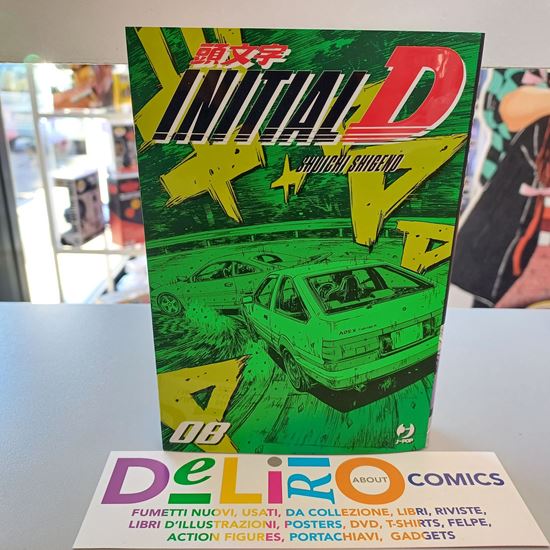 頭文字
INITIAL D
SHUICHI SHIGENO
08
J-POP
DeLiRiO ABOUT COMICS
FUMETTI NUOVI, USATI, DA COLLEZIONE, LIBRI, RIVISTE,
LIBRI D'ILLUSTRAZIONI, POSTERS, DVD, T-SHIRTS, FELPE,
ACTION FIGURES, PORTACHIAVI, GADGETS